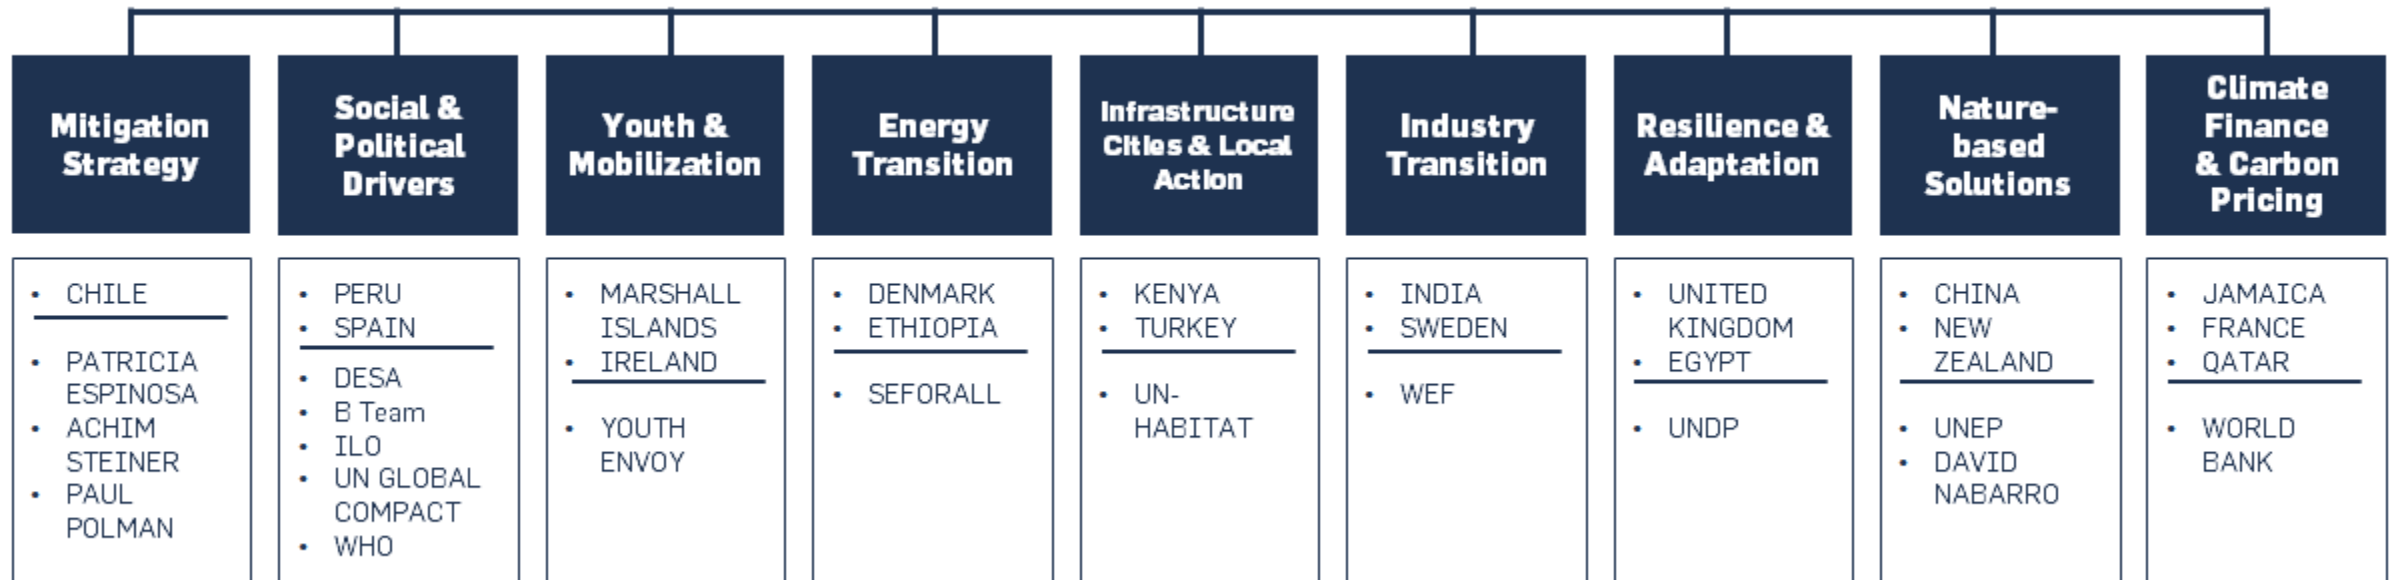 Mitigation
Strategy
Social &
Political
Drivers
Youth &
Mobilization
Energy
Transition
Infrastructure
Cities & Local
Action
Industry
Transition
Resilience &
Adaptation
Nature-
based
Solutions
Climate
Finance
& Carbon
Pricing
• CHILE
• PATRICIA
ESPINOSA
• ACHIM
STEINER
• PAUL
POLMAN
• PERU
• SPAIN
• DESA
• B Team
• ILO
• UN GLOBAL
COMPACT
• WHO
• MARSHALL
ISLANDS
• IRELAND
• YOUTH
ENVOY
• DENMARK
• ETHIOPIA
• SEFORALL
• KENYA
• TURKEY
• UN-
HABITAT
• INDIA
• SWEDEN
• WEF
• UNITED
KINGDOM
• EGYPT
• UNDP
• CHINA
• NEW
ZEALAND
• UNEP
• DAVID
NABARRO
• JAMAICA
• FRANCE
• QATAR
• WORLD
BANK